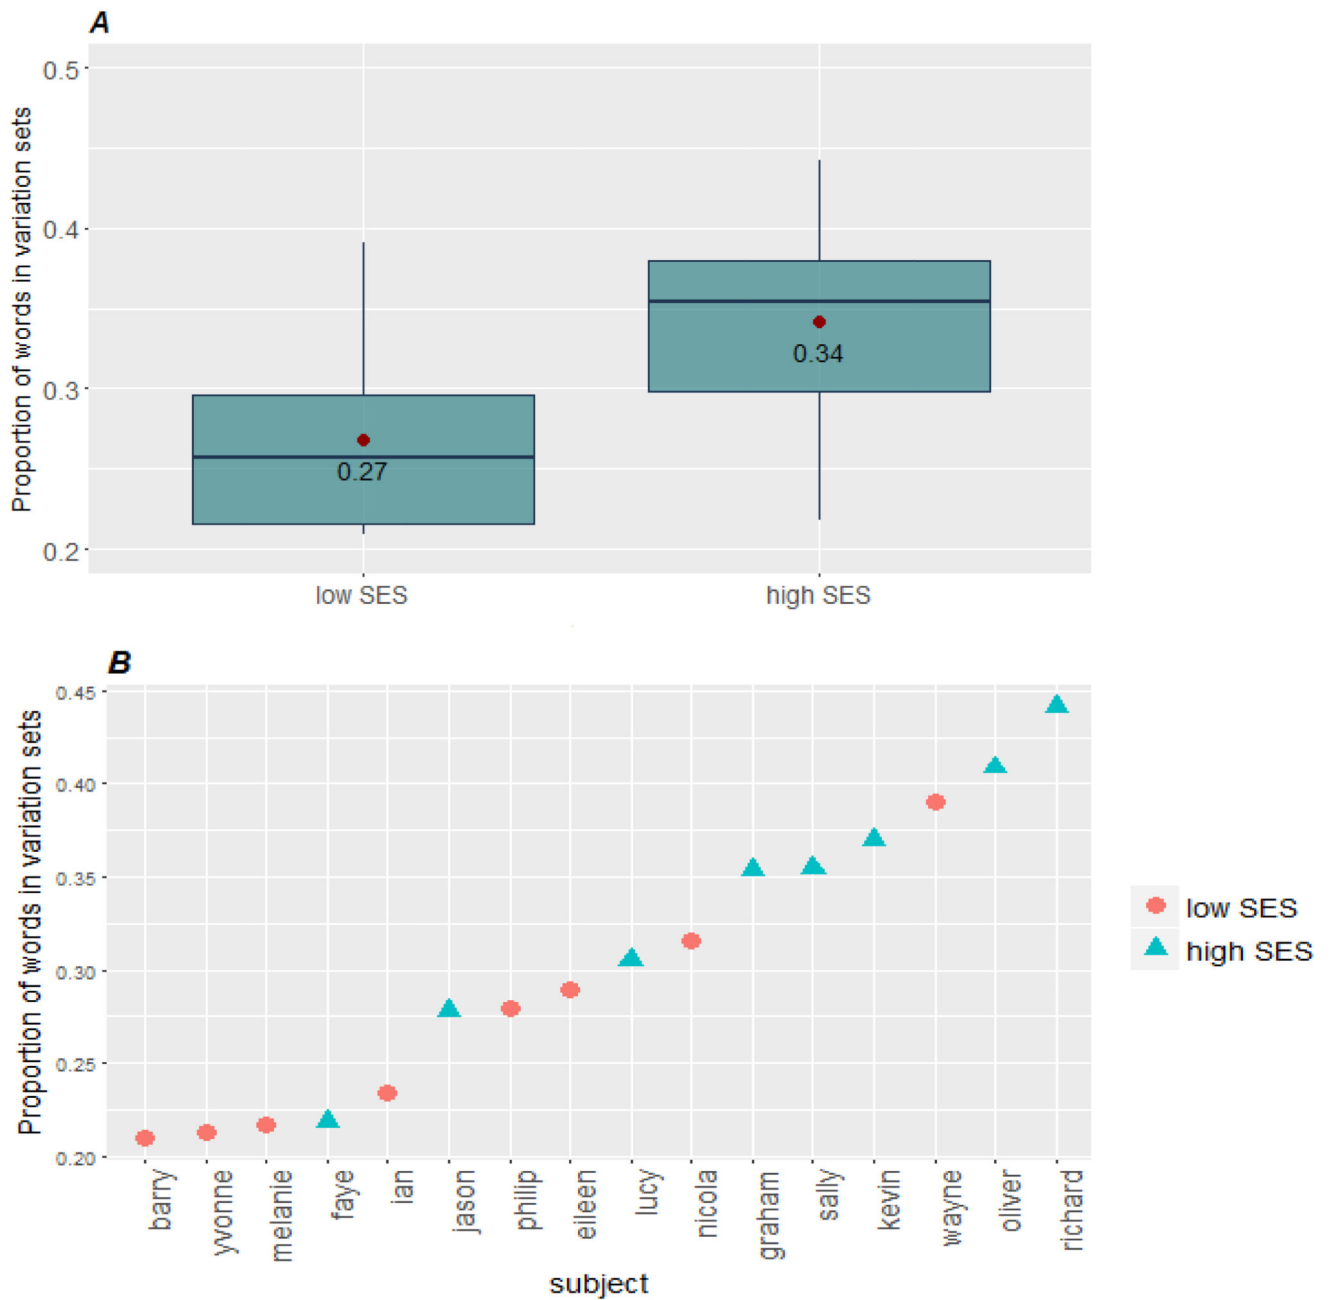 A
Proportion of words in variation sets
0.5
0.4
0.3
0.2
0.27
0.34
low SES
high SES
B
Proportion of words in variation sets
0.45
0.40
0.35
0.30
0.25
0.20
barry
yvonne
melanie
faye
ian
jason
philip
eileen
lucy
nicola
graham
sally
kevin
wayne
oliver
richard
subject
low SES
high SES